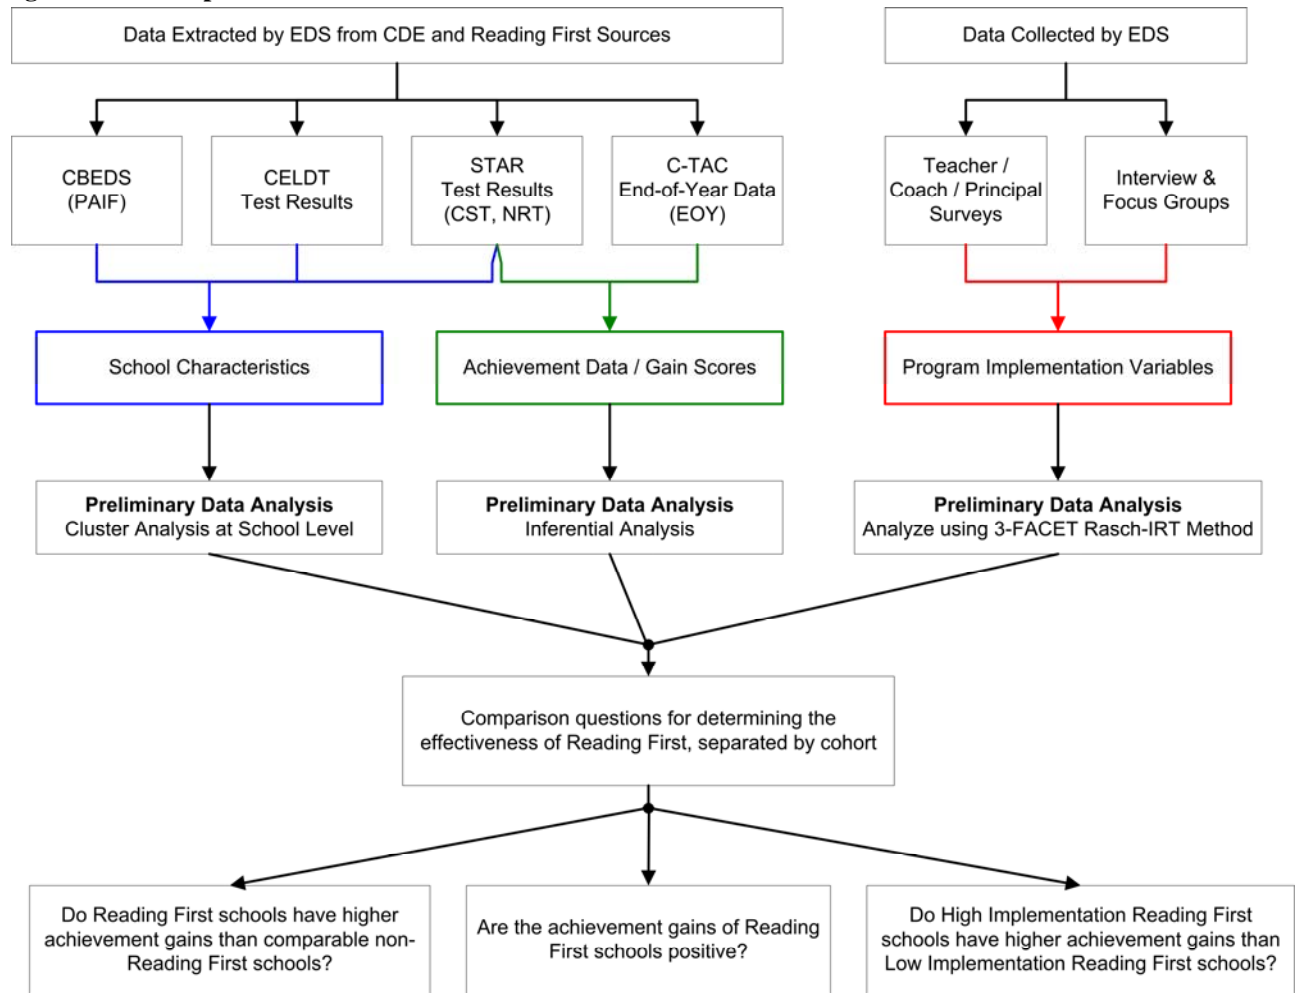 Data Extracted by EDS from CDE and Reading First Sources
Data Collected by EDS
CBEDS
(PAIF)
CELDT
Test Results
STAR
Test Results
(CST, NRT)
C-TAC
End-of-Year Data
(EOY)
Teacher /
Coach / Principal
Surveys
Interview &
Focus Groups
School Characteristics
Achievement Data / Gain Scores
Program Implementation Variables
Preliminary Data Analysis
Cluster Analysis at School Level
Preliminary Data Analysis
Inferential Analysis
Preliminary Data Analysis
Analyze using 3-FACET Rasch-IRT Method
Comparison questions for determining the
effectiveness of Reading First, separated by cohort
Do Reading First schools have higher
achievement gains than comparable non-
Reading First schools?
Are the achievement gains of Reading
First schools positive?
Do High Implementation Reading First
schools have higher achievement gains than
Low Implementation Reading First schools?